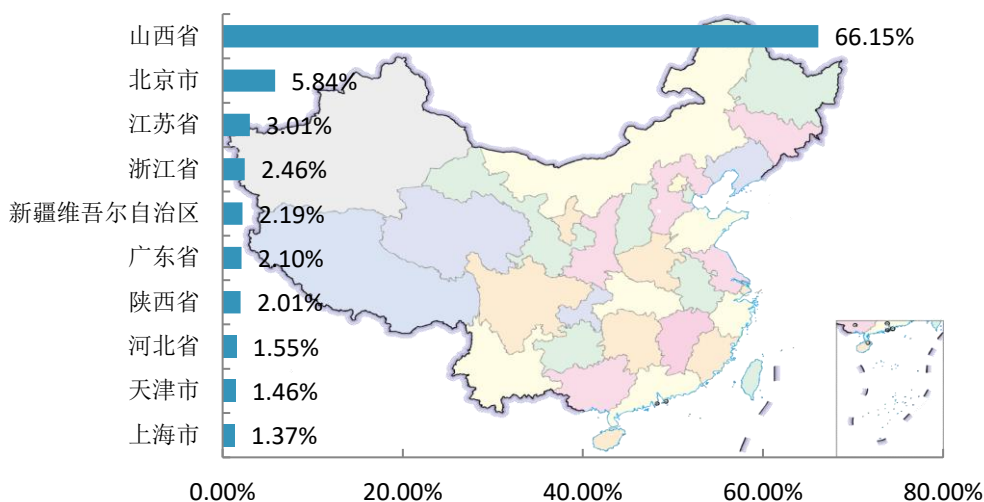 山西省 66.15%
北京市 5.84%
江苏省 3.01%
浙江省 2.46%
新疆维吾尔自治区 2.19%
广东省 2.10%
陕西省 2.01%
河北省 1.55%
天津市 1.46%
上海市 1.37%
0.00% 20.00% 40.00% 60.00% 80.00%